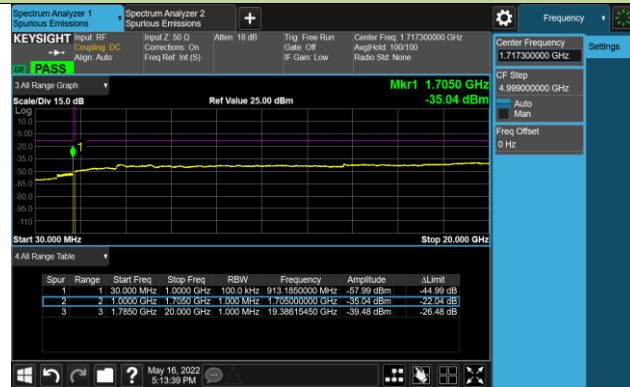 Spectrum Analyzer 1
Spurious Emissions
Spectrum Analyzer 2
Spurious Emissions
+
Frequency
KEYSIGHT
Input: RF
Coupling: DC
Align: Auto
Input Z: 50 Ω
Corrections: On
Freq Ref: Int (S)
Atten: 18 dB
Trig: Free Run
Gate: Off
IF Gain: Low
Center Freq: 1.717300000 GHz
Avg|Hold: 100/100
Radio Std: None
PASS
Center Frequency
1.717300000 GHz
Settings
CF Step
4.999000000 GHz
Auto
Man
Freq Offset
0 Hz
3 All Range Graph
Mkr1 1.7050 GHz
-35.04 dBm
Scale/Div 15.0 dB
Ref Value 25.00 dBm
Log
10.0
-5.00
-20.0
-35.0
-50.0
-65.0
-80.0
-95.0
-110
1
Start 30.000 MHz
Stop 20.000 GHz
4 All Range Table
Spur Range Start Freq Stop Freq RBW Frequency Amplitude ΔLimit
1 1 30.000 MHz 1.0000 GHz 100.0 kHz 913.1850000 MHz -57.99 dBm -44.99 dB
2 2 1.0000 GHz 1.7050 GHz 1.000 MHz 1.705000000 GHz -35.04 dBm -22.04 dB
3 3 1.7850 GHz 20.000 GHz 1.000 MHz 19.38615450 GHz -39.48 dBm -26.48 dB
?
May 16, 2022
5:13:39 PM